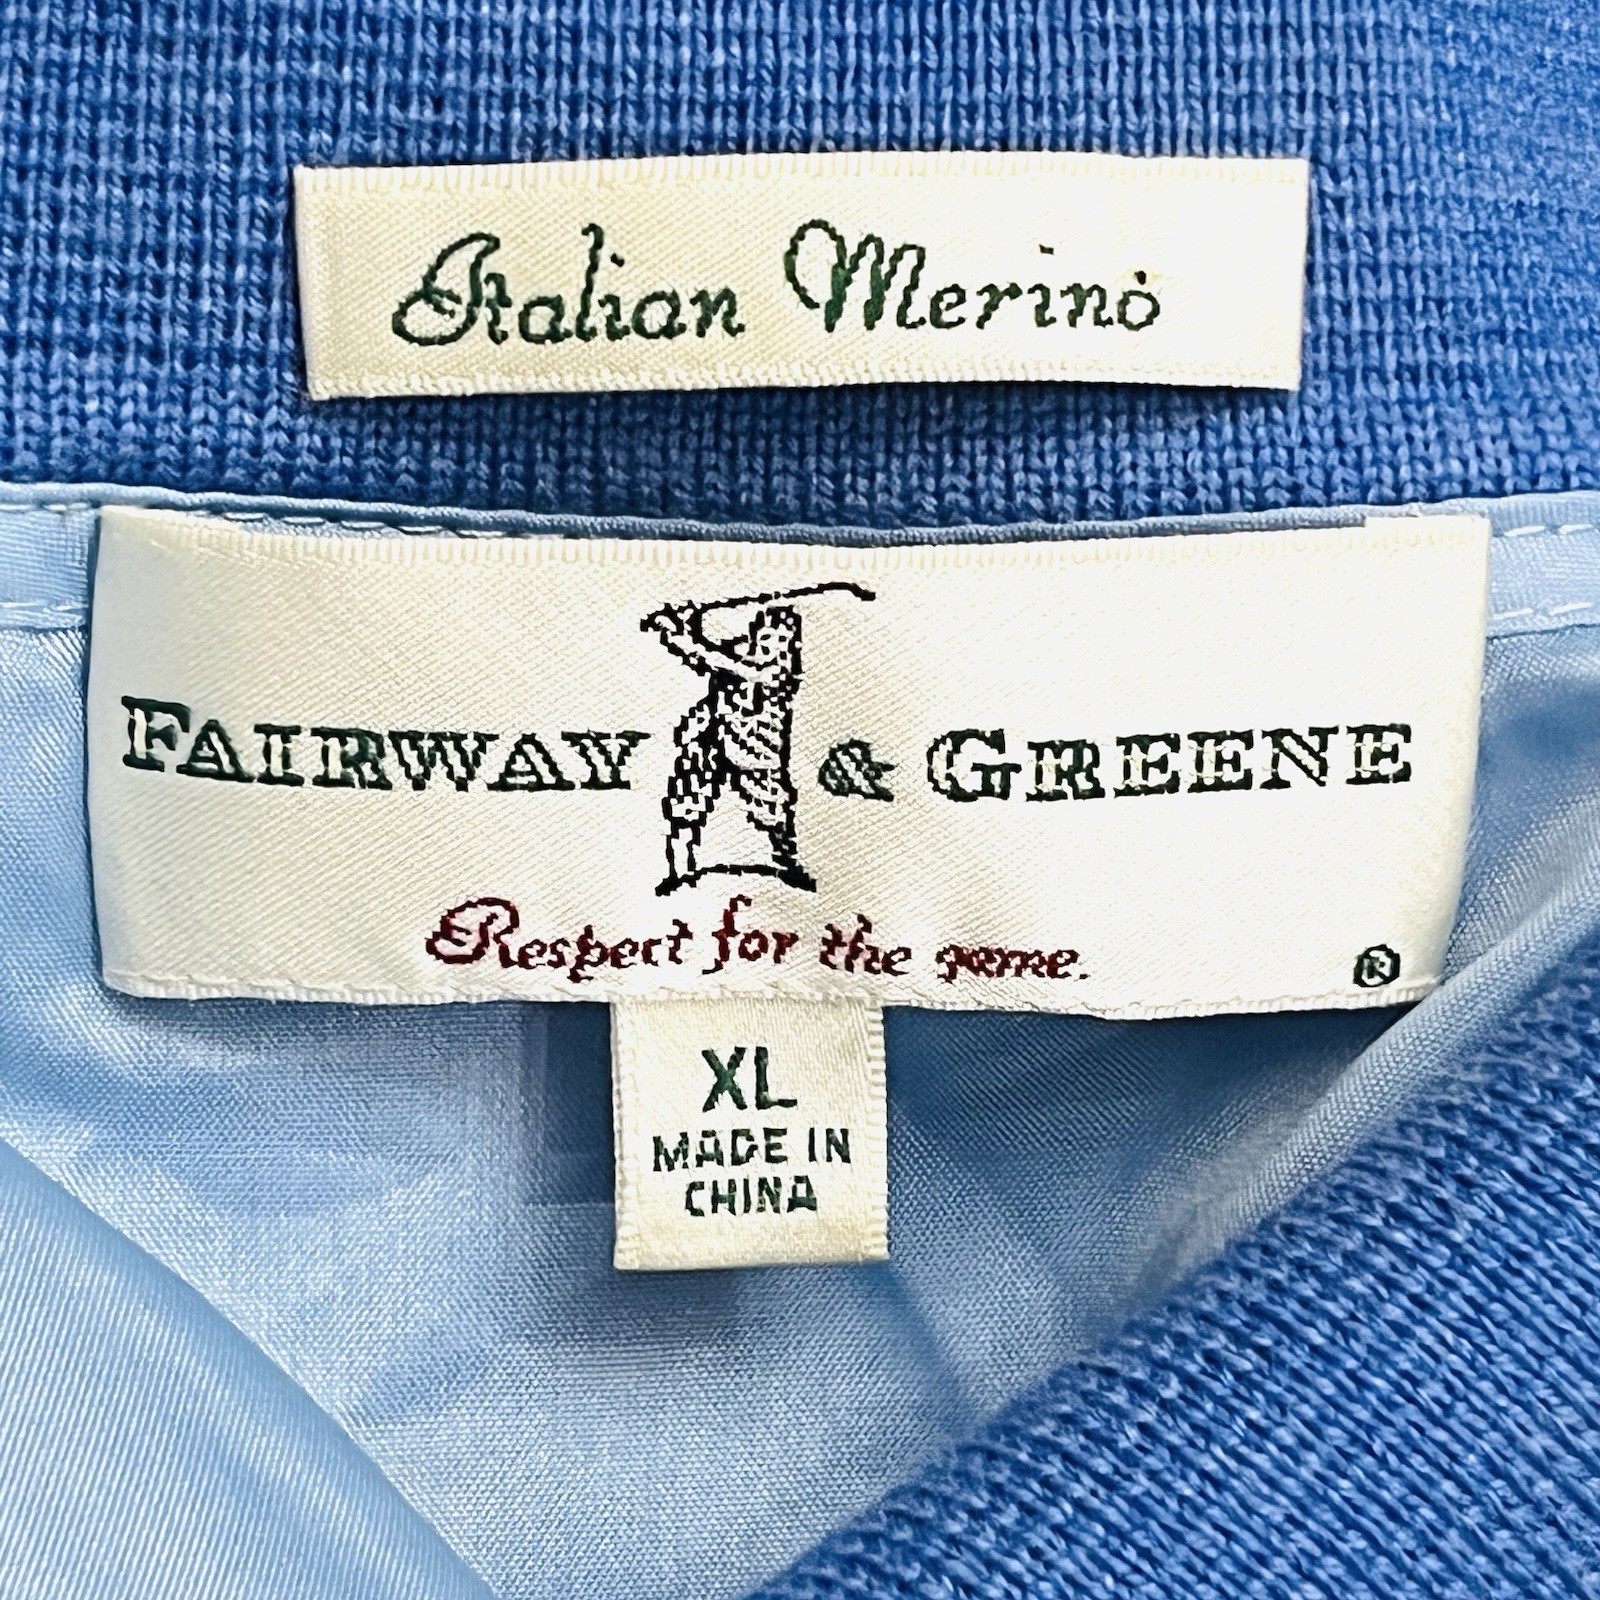 Italian Merino
FAIRWAY & GREENE
Respect for the game.
®
XL
MADE IN
CHINA